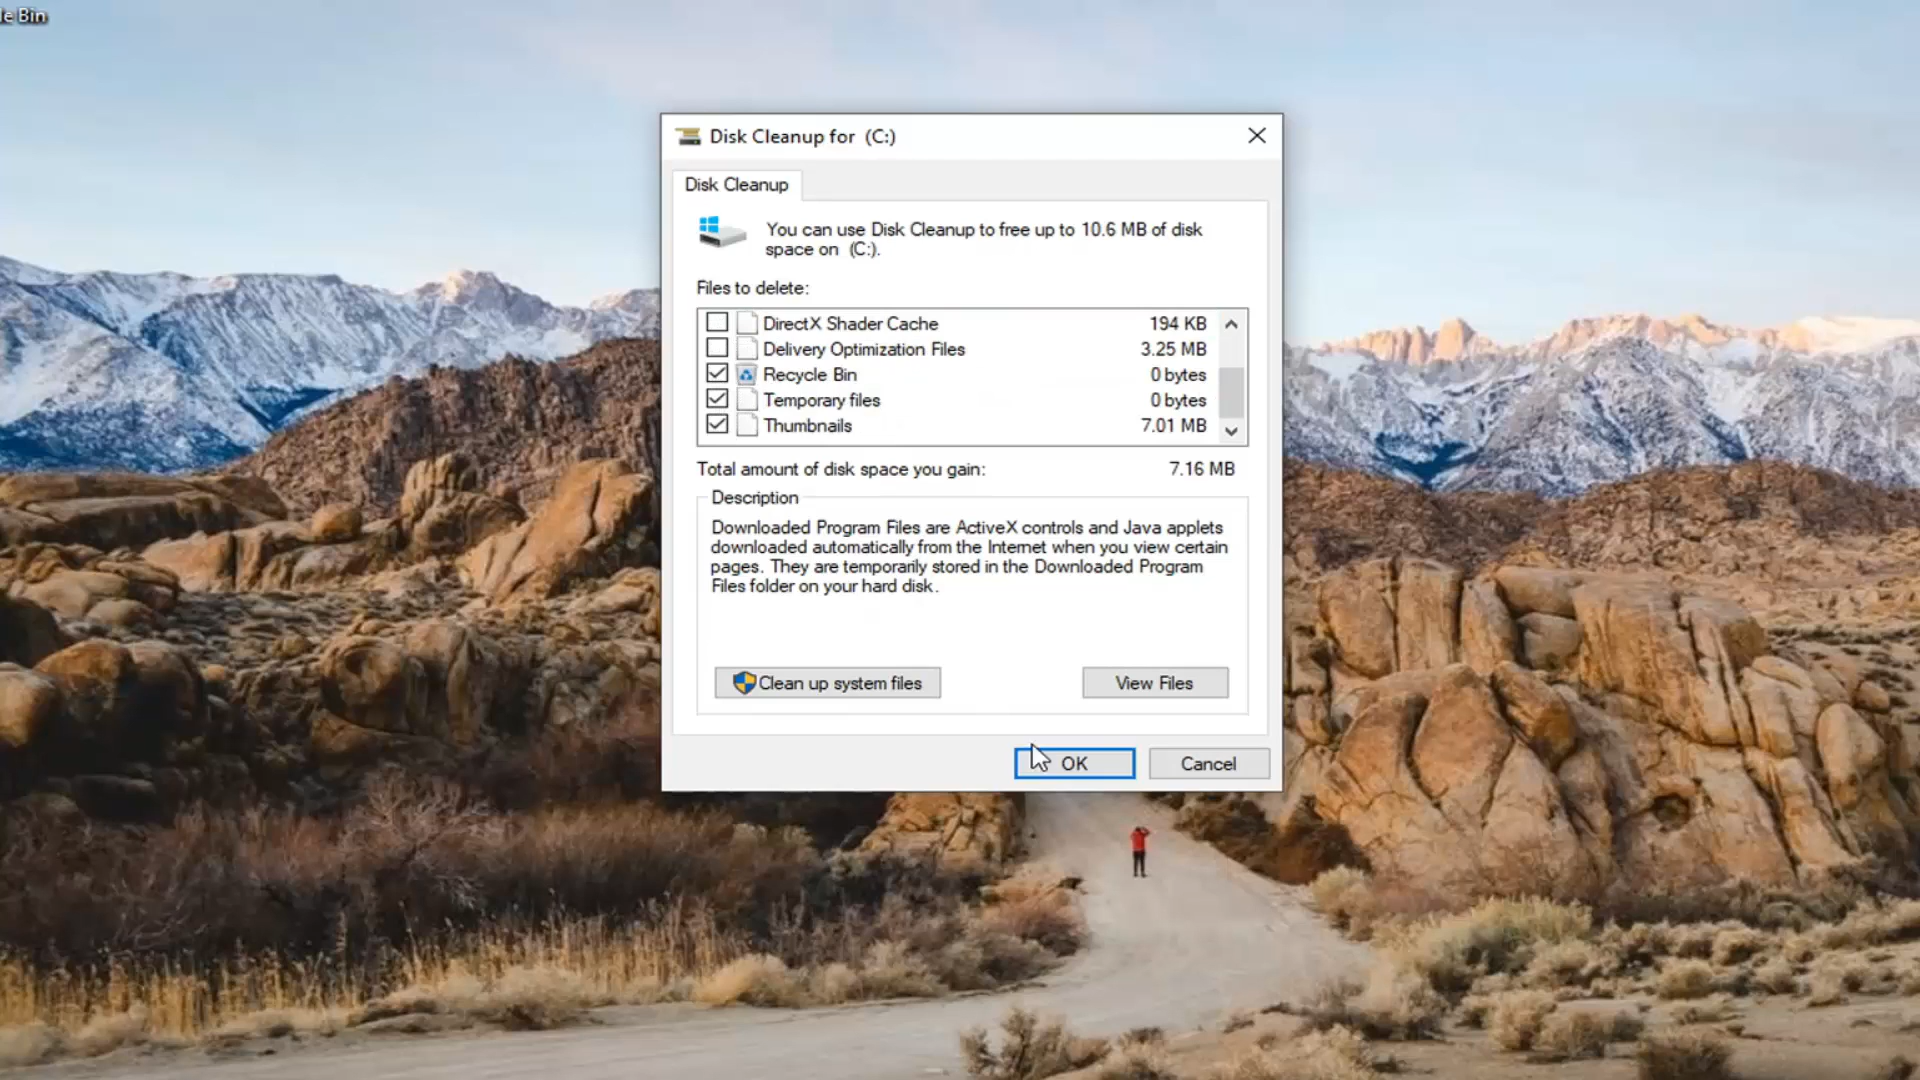 le Bin
Disk Cleanup for (C:)
Disk Cleanup
You can use Disk Cleanup to free up to 10.6 MB of disk
space on (C:).
Files to delete:
DirectX Shader Cache 194 KB
Delivery Optimization Files 3.25 MB
Recycle Bin 0 bytes
Temporary files 0 bytes
Thumbnails 7.01 MB
Total amount of disk space you gain: 7.16 MB
Description
Downloaded Program Files are ActiveX controls and Java applets
downloaded automatically from the Internet when you view certain
pages. They are temporarily stored in the Downloaded Program
Files folder on your hard disk.
Clean up system files View Files
OK Cancel